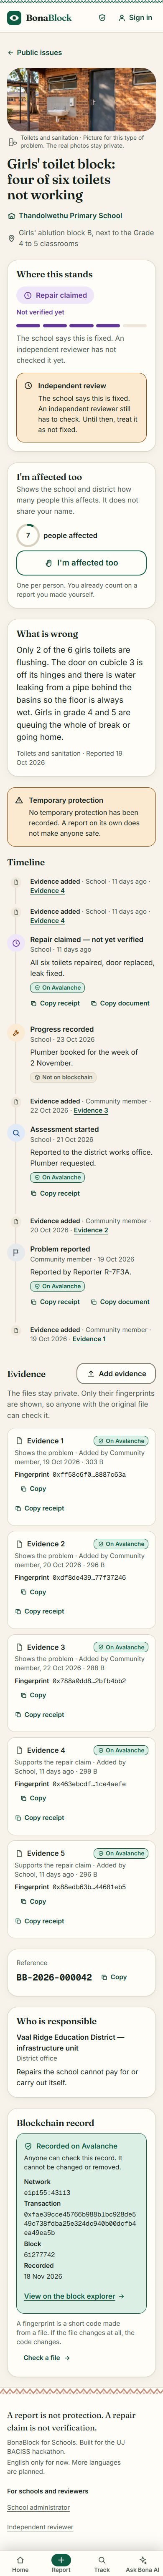 BonaBlock
Sign in
← Public issues
Toilets and sanitation · Picture for this type of
problem. The real photos stay private.
Girls' toilet block:
four of six toilets
not working
Thandolwethu Primary School
Girls' ablution block B, next to the Grade
4 to 5 classrooms
Where this stands
Repair claimed
Not verified yet
The school says this is fixed. An
independent reviewer has not
checked it yet.
Independent review
The school says this is fixed.
An independent reviewer still
has to check. Until then, treat it
as not fixed.
I'm affected too
Shows the school and district how
many people this affects. It does not
share your name.
7
people affected
I'm affected too
One per person. You already count on a
report you made yourself.
What is wrong
Only 2 of the 6 girls toilets are
flushing. The door on cubicle 3 is
off its hinges and there is water
leaking from a pipe behind the
basins so the floor is always
wet. Girls in grade 4 and 5 are
queuing the whole of break or
going home.
Toilets and sanitation · Reported 19
Oct 2026
Temporary protection
No temporary protection has been
recorded. A report on its own does
not make anyone safe.
Timeline
Evidence added · School · 11 days ago ·
Evidence 4
Evidence added · School · 11 days ago ·
Evidence 4
Repair claimed — not yet verified
School · 11 days ago
All six toilets repaired, door replaced,
leak fixed.
On Avalanche
Copy receipt
Copy document
Progress recorded
School · 23 Oct 2026
Plumber booked for the week of
2 November.
Not on blockchain
Evidence added · Community member ·
22 Oct 2026 · Evidence 3
Assessment started
School · 21 Oct 2026
Reported to the district works office.
Plumber requested.
On Avalanche
Copy receipt
Evidence added · Community member ·
20 Oct 2026 · Evidence 2
Problem reported
Community member · 19 Oct 2026
Reported by Reporter R-7F3A.
On Avalanche
Copy receipt
Copy document
Evidence added · Community member ·
19 Oct 2026 · Evidence 1
Evidence
Add evidence
The files stay private. Only their fingerprints
are shown, so anyone with the original file
can check it.
Evidence 1
On Avalanche
Shows the problem · Added by Community
member, 19 Oct 2026 · 303 B
Fingerprint 0xff58c6f0…8887c63a
Copy
Copy receipt
Evidence 2
On Avalanche
Shows the problem · Added by Community
member, 20 Oct 2026 · 296 B
Fingerprint 0xdf8de439…77f37246
Copy
Copy receipt
Evidence 3
On Avalanche
Shows the problem · Added by Community
member, 22 Oct 2026 · 288 B
Fingerprint 0x788a0dd8…2bfb4bb2
Copy
Copy receipt
Evidence 4
On Avalanche
Supports the repair claim · Added by
School, 11 days ago · 299 B
Fingerprint 0x463ebcdf…1ce4aefe
Copy
Copy receipt
Evidence 5
On Avalanche
Supports the repair claim · Added by
School, 11 days ago · 296 B
Fingerprint 0x88edb63b…44681eb5
Copy
Copy receipt
Reference
BB-2026-000042
Copy
Who is responsible
Vaal Ridge Education District —
infrastructure unit
District office
Repairs the school cannot pay for or
carry out itself.
Blockchain record
Recorded on Avalanche
Anyone can check this record. It
cannot be changed or removed.
Network
eip155:43113
Transaction
0xfae39cce45766b988b1bc928de5
49c738fdba25e324dc940b00dcfb4
ea49ea5b
Block
61277742
Recorded
18 Nov 2026
View on the block explorer →
A fingerprint is a short code made
from a file. If the file changes at all, the
code changes.
Check a file →
A report is not a protection. A repair
claim is not verification.
BonaBlock for Schools. Built for the UJ
BACISS hackathon.
English only for now. More languages
are planned.
For schools and reviewers
School administrator
Independent reviewer
Home
Report
Track
Ask Bona AI